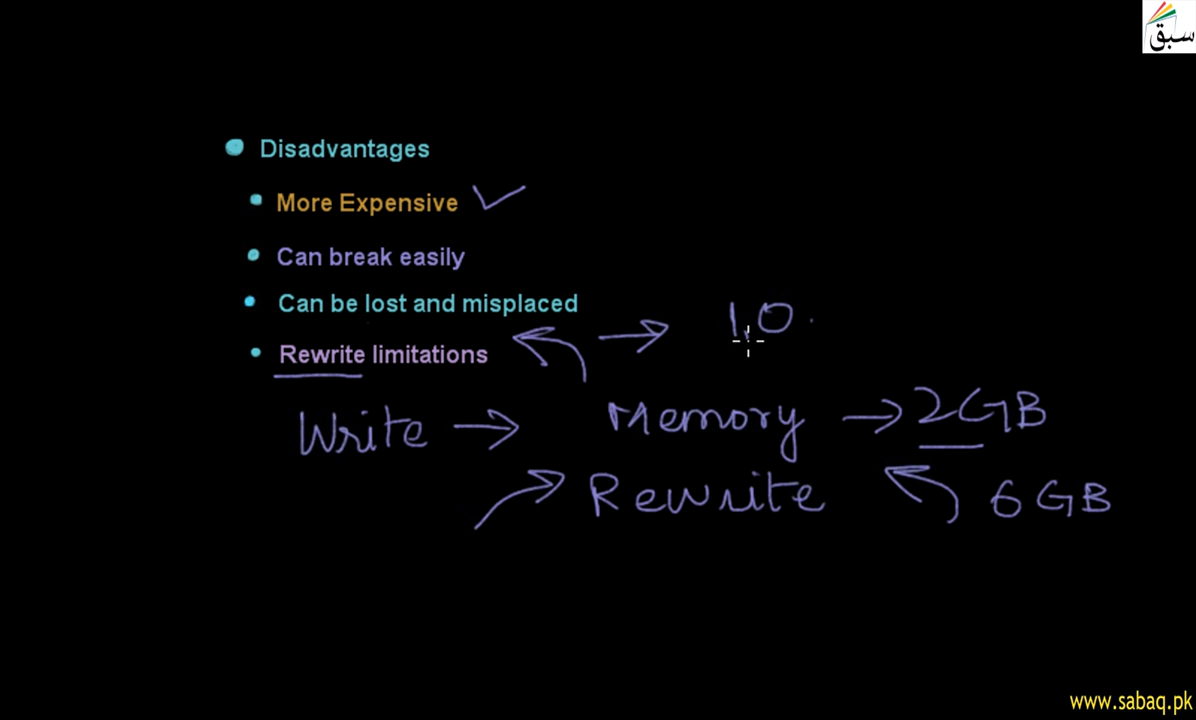 سبق
Disadvantages
More Expensive
Can break easily
Can be lost and misplaced
1.0.
Rewrite limitations
Write → Memory → 2GB
Rewrite 6GB
www.sabaq.pk